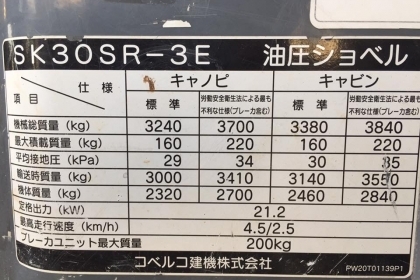 SK30SR-3E 油圧ショベル
仕様 キャノピ キャビン
項目 標準 労働安全衛生法による最も不利な仕様(ブレーカ含む) 標準 労働安全衛生法による最も不利な仕様(ブレーカ含む)
機械総質量(kg) 3240 3700 3380 3840
最大積載質量(kg) 160 220 160 220
平均接地圧(kPa) 29 34 30 35
輸送時質量(kg) 3000 3410 3140 3550
機体質量(kg) 2320 2700 2460 2840
定格出力(kW) 21.2
最高走行速度(km/h) 4.5/2.5
ブレーカユニット最大質量 200kg
コベルコ建機株式会社 PW20T01139P1